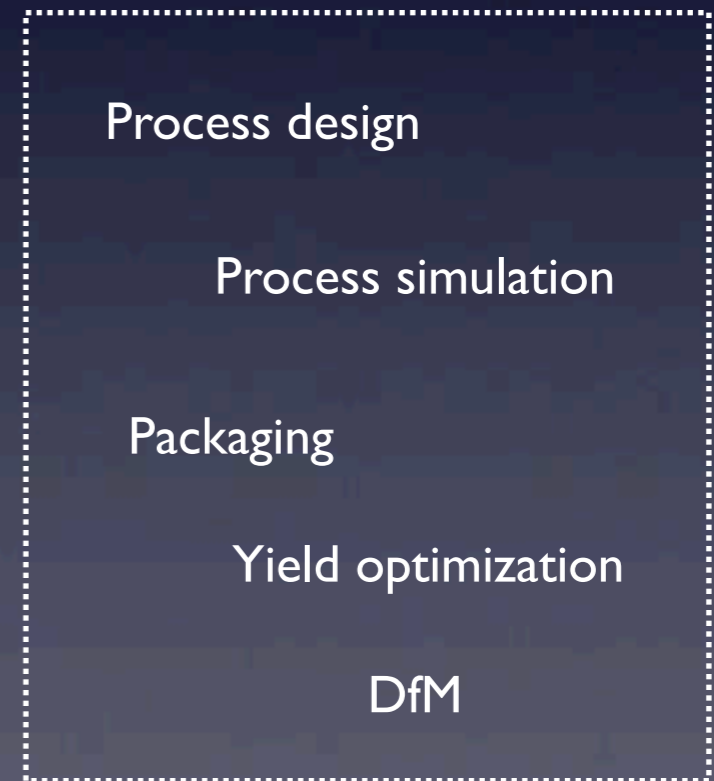 Process design
Process simulation
Packaging
Yield optimization
DfM